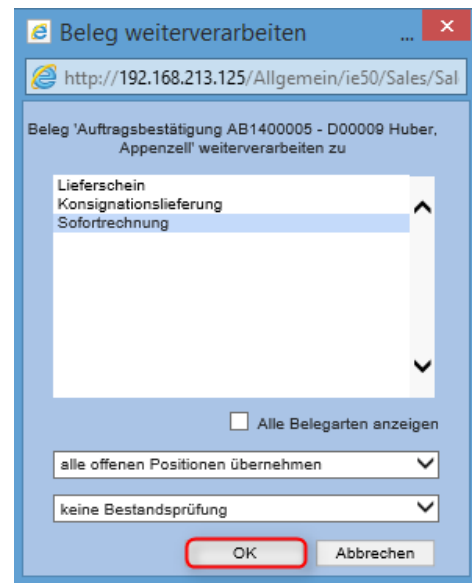 Beleg weiterverarbeiten ...
http://192.168.213.125/Allgemein/ie50/Sales/Sal
Beleg 'Auftragsbestätigung AB1400005 - D00009 Huber,
Appenzell' weiterverarbeiten zu
Lieferschein
Konsignationslieferung
Sofortrechnung
Alle Belegarten anzeigen
alle offenen Positionen übernehmen
keine Bestandsprüfung
OK Abbrechen